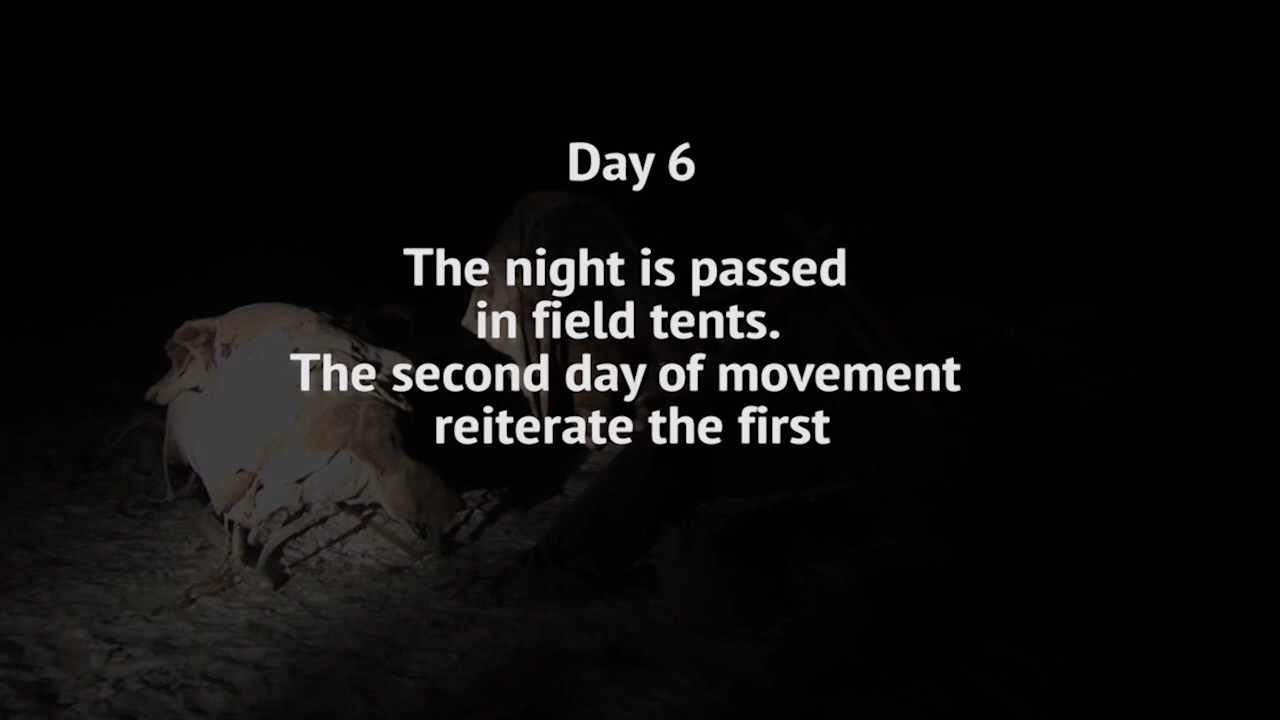 Day 6
The night is passed
in field tents.
The second day of movement
reiterate the first